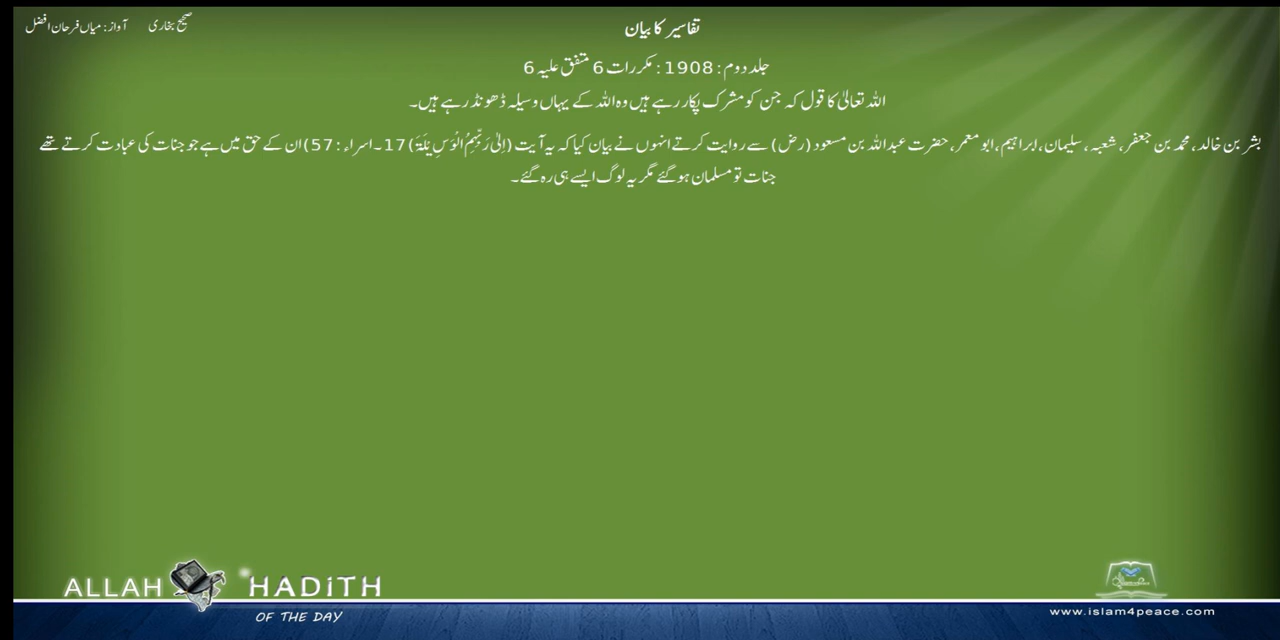 صحیح بخاری
آواز: میاں فرحان افضل
تفاسیر کا بیان
جلد دوم : 1908 : مکررات 6 متفق علیہ 6
اللہ تعالیٰ کا قول کہ جن کو مشرک پکار رہے ہیں وہ اللہ کے یہاں وسیلہ ڈھونڈ رہے ہیں۔
بشر بن خالد، محمد بن جعفر، شعبہ، سلیمان، ابراہیم، ابو معمر، حضرت عبداللہ بن مسعود (رض) سے روایت کرتے انہوں نے بیان کیا کہ یہ آیت (اِلٰى رَبِّهِمُ الْوَسِيْلَةَ) 17۔ اسراء : 57) ان کے حق میں ہے جو جنات کی عبادت کرتے تھے
جنات تو مسلمان ہو گئے مگر یہ لوگ ایسے ہی رہ گئے۔
ALLAH HADITH
OF THE DAY
www.islam4peace.com